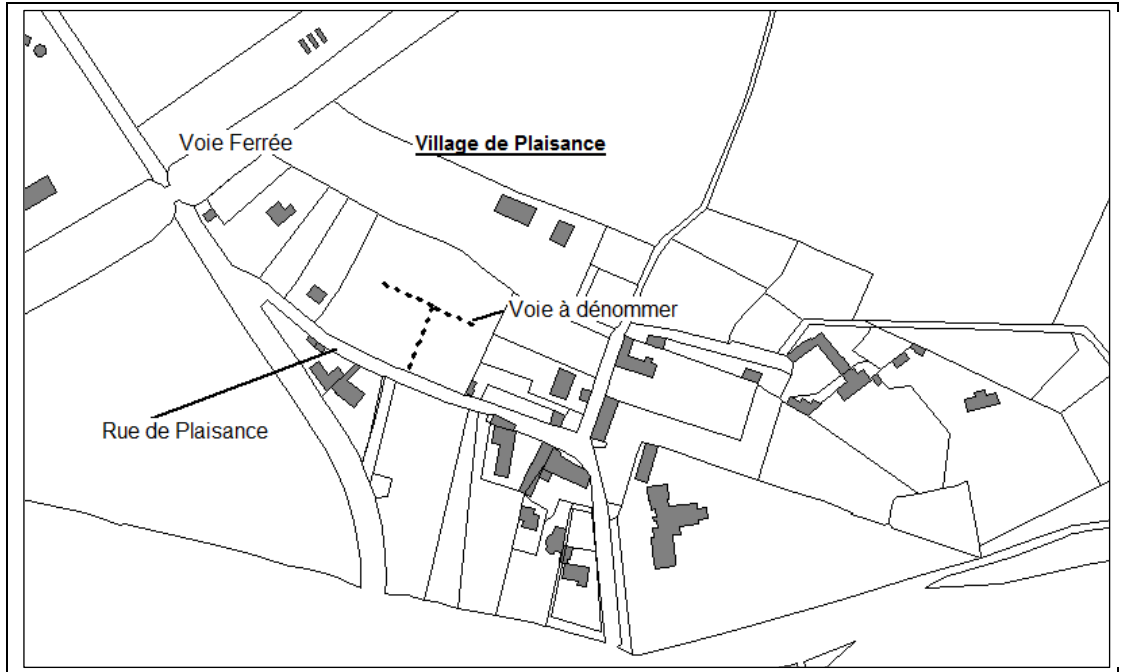 Voie Ferrée
Village de Plaisance
Voie à dénommer
Rue de Plaisance